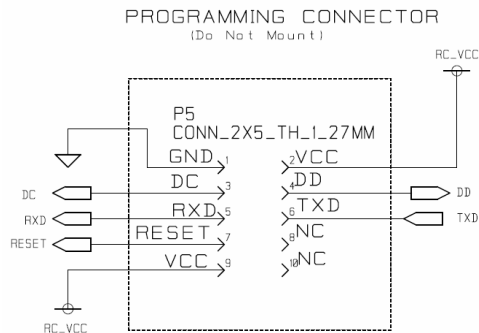 PROGRAMMING CONNECTOR
(Do Not Mount)
RC_VCC
P5
CONN_2X5_TH_1_27MM
GND 1 2 VCC
DC DC 3 4 DD DD
RXD RXD 5 6 TXD TXD
RESET RESET 7 8 NC
VCC 9 10 NC
RC_VCC